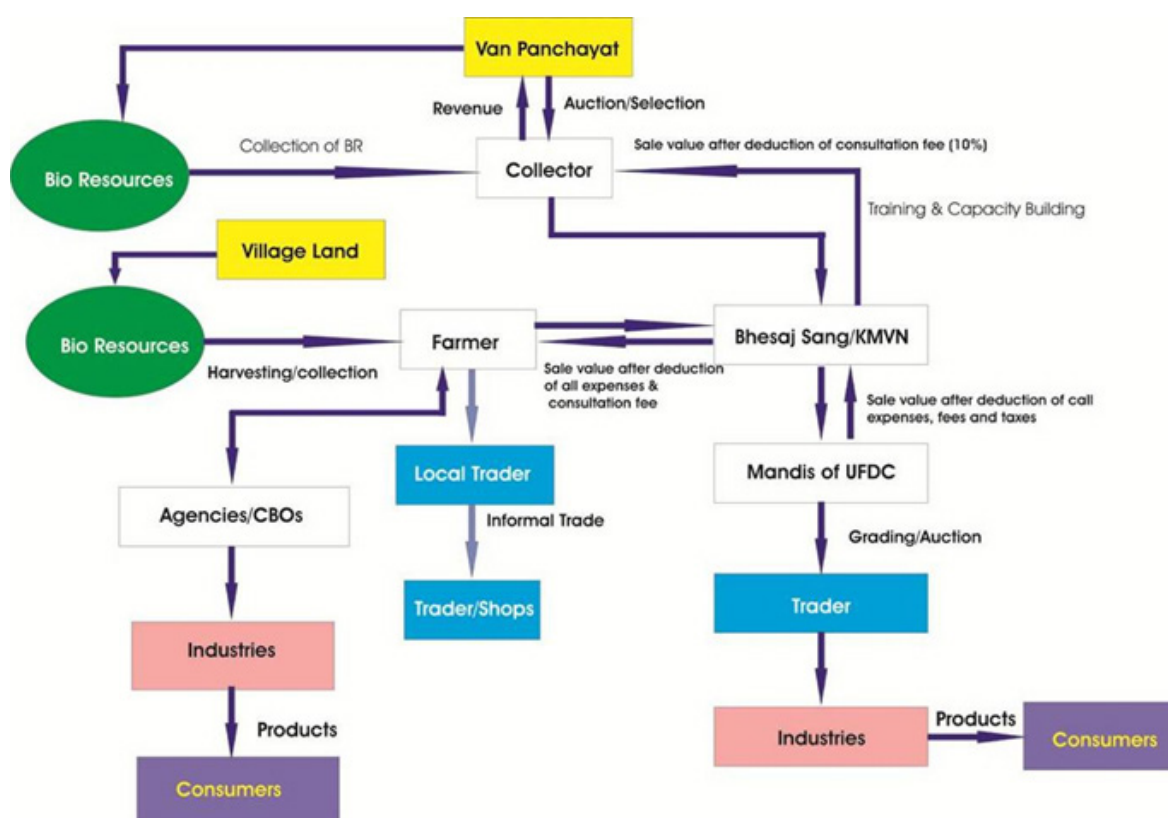 Van Panchayat
Revenue
Auction/Selection
Collection of BR
Sale value after deduction of consultation fee (10%)
Bio Resources
Collector
Training & Capacity Building
Village Land
Bio Resources
Farmer
Bhesaj Sang/KMVN
Harvesting/collection
Sale value after deduction
of all expenses &
consultation fee
Sale value after deduction of call
expenses, fees and taxes
Local Trader
Mandis of UFDC
Agencies/CBOs
Informal Trade
Grading/Auction
Trader/Shops
Trader
Industries
Products
Industries
Products
Consumers
Consumers